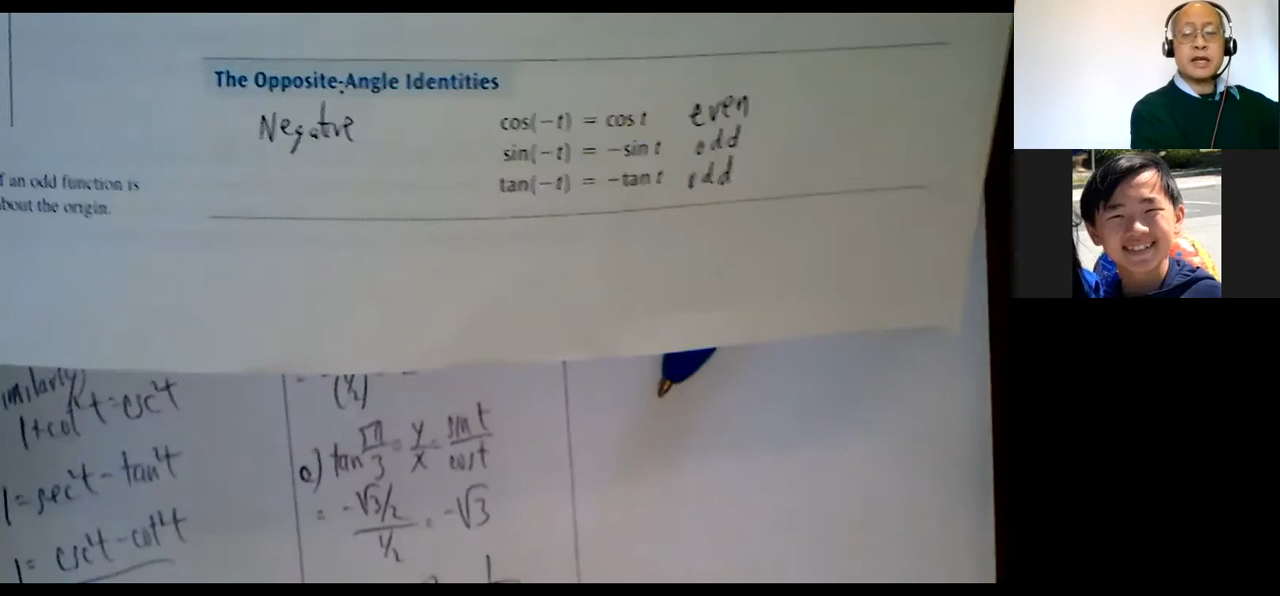 The Opposite-Angle Identities
Negative
cos(−t) = cos t even
sin(−t) = −sin t odd
tan(−t) = −tan t odd
f an odd function is
bout the origin.
imilarly
1+cot²t=csc²t
1=sec²t−tan²t
1= csc²t−cot²t
(1/2)
c) tan 5π/3 = y/x = sin t/cos t
= −√3/2 / 1/2 = −√3